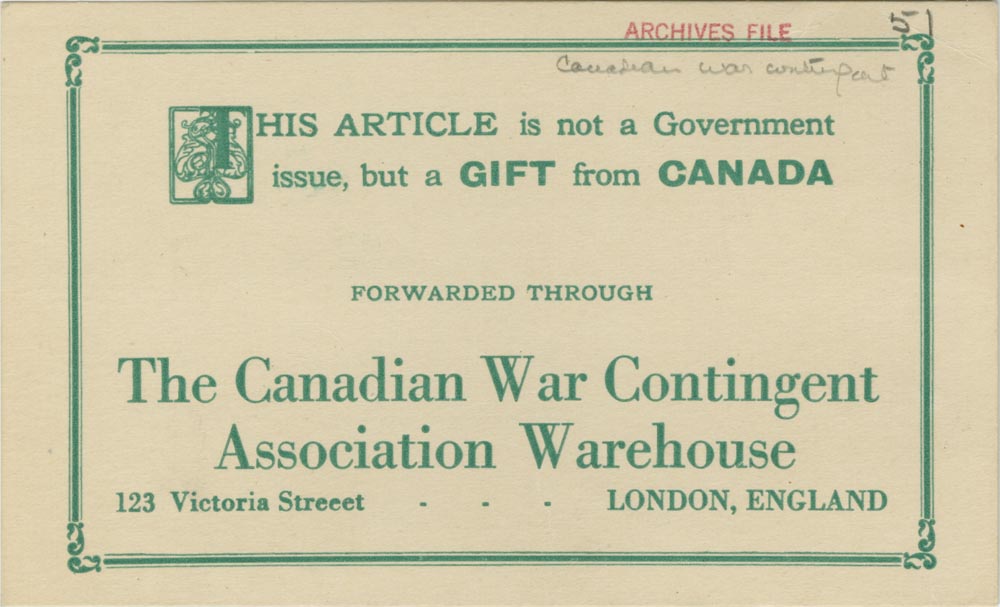 ARCHIVES FILE
Canadian war contingent
THIS ARTICLE is not a Government
issue, but a GIFT from CANADA
FORWARDED THROUGH
The Canadian War Contingent
Association Warehouse
123 Victoria Streeet - - - LONDON, ENGLAND